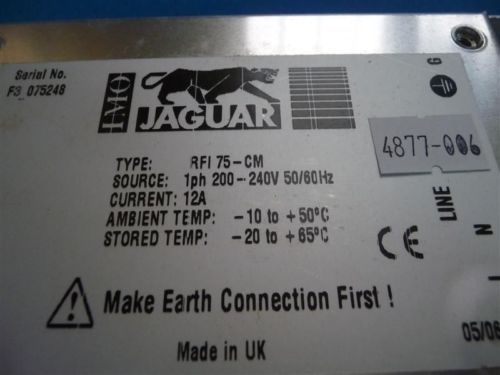 Serial No.
F3_075248
IMO
JAGUAR
TYPE: RFI 75-CM
SOURCE: 1ph 200-240V 50/60Hz
CURRENT: 12A
AMBIENT TEMP: -10 to +50°C
STORED TEMP: -20 to +65°C
Make Earth Connection First !
Made in UK
4877-006
CE
G
LINE
N
L
05/06